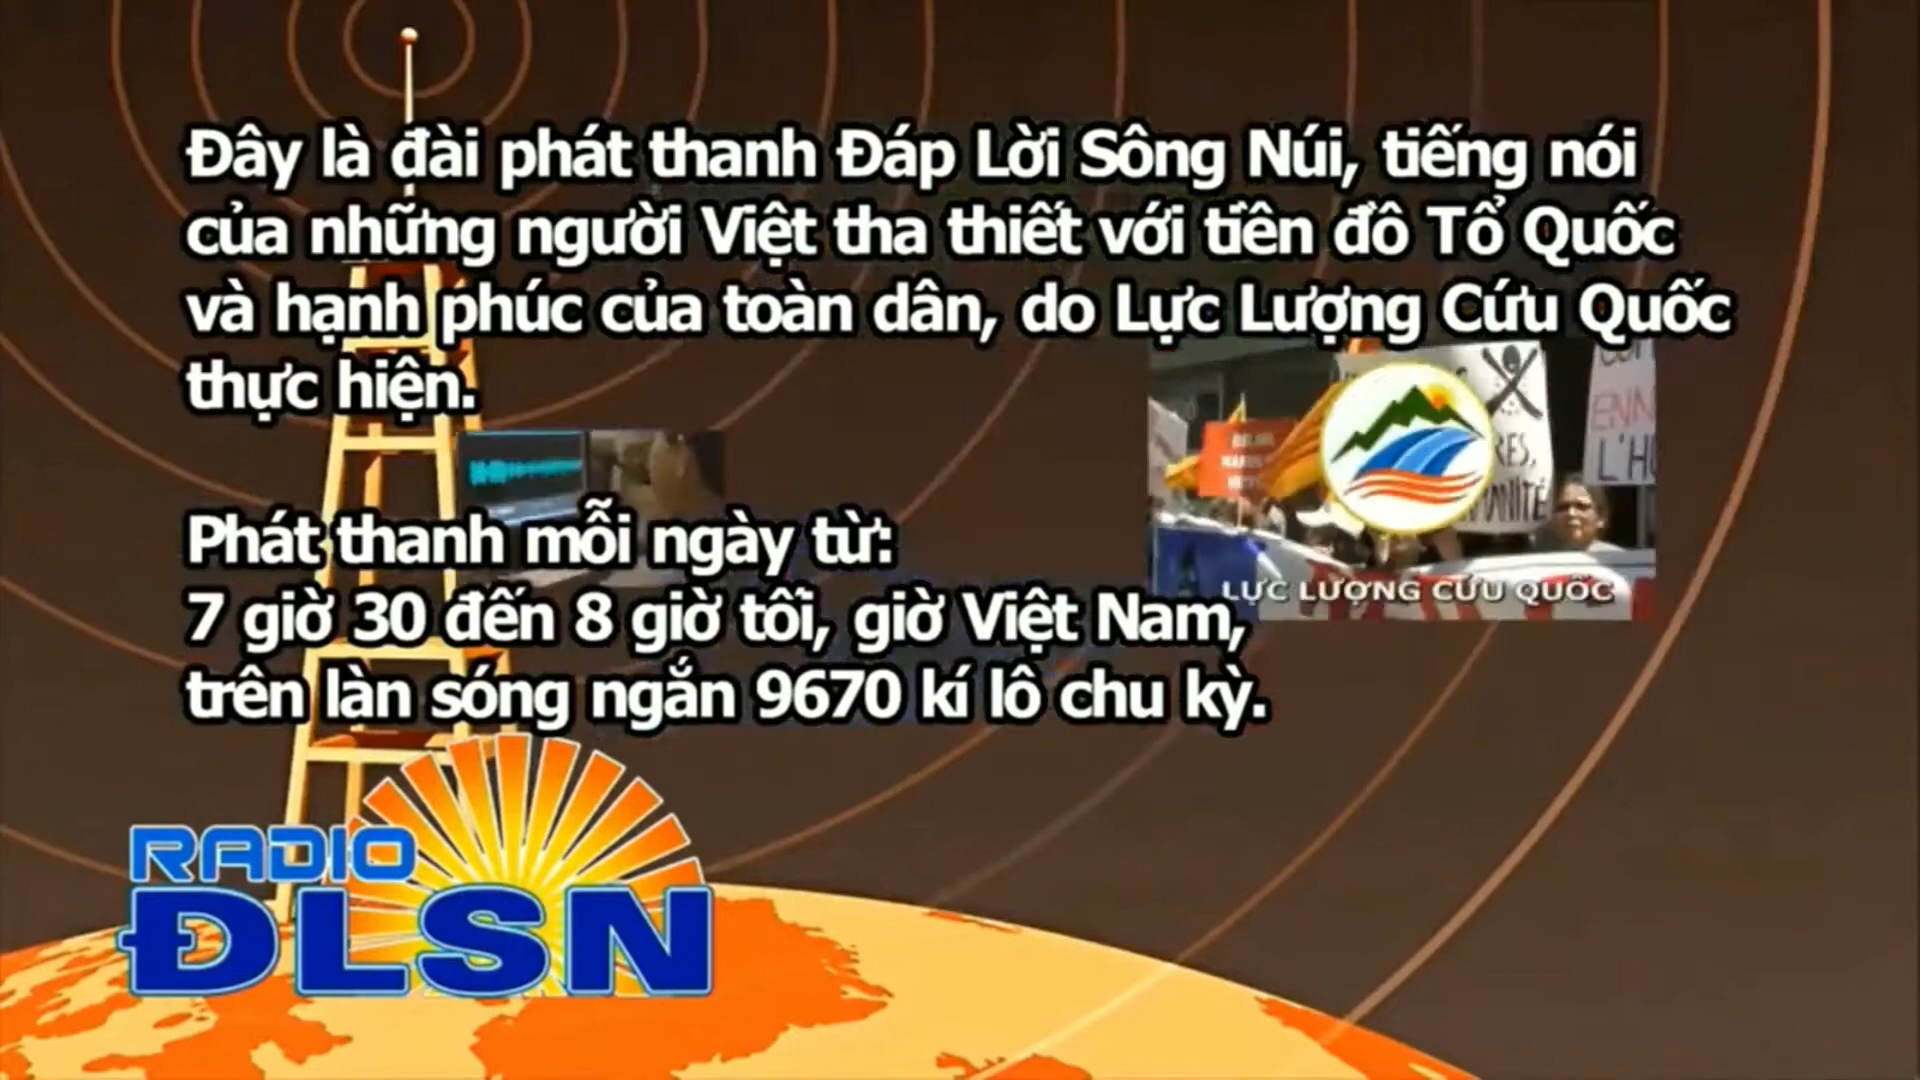 Đây là đài phát thanh Đáp Lời Sông Núi, tiếng nói
của những người Việt tha thiết với tiền đồ Tổ Quốc
và hạnh phúc của toàn dân, do Lực Lượng Cứu Quốc
thực hiện.
Phát thanh mỗi ngày từ:
7 giờ 30 đến 8 giờ tối, giờ Việt Nam,
trên làn sóng ngắn 9670 kí lô chu kỳ.
LỰC LƯỢNG CỨU QUỐC
RADIO
ĐLSN